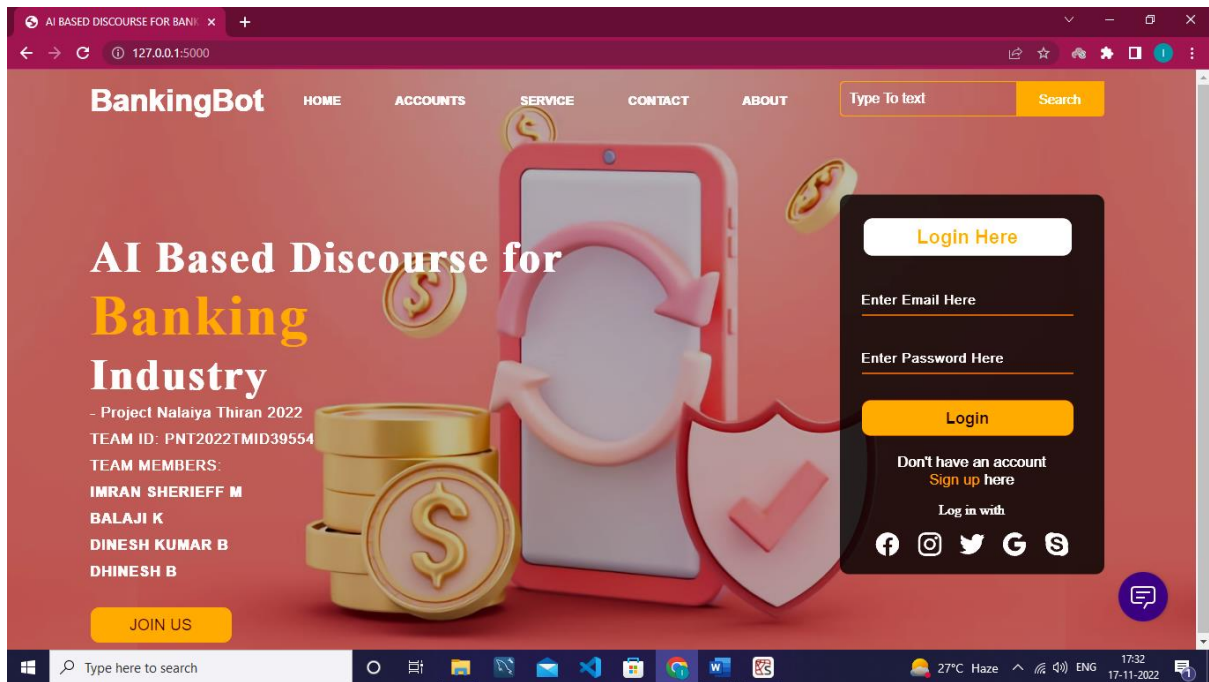 AI BASED DISCOURSE FOR BANK
127.0.0.1:5000
BankingBot HOME ACCOUNTS SERVICE CONTACT ABOUT Type To text Search
AI Based Discourse for
Banking
Industry
- Project Nalaiya Thiran 2022
TEAM ID: PNT2022TMID39554
TEAM MEMBERS:
IMRAN SHERIEFF M
BALAJI K
DINESH KUMAR B
DHINESH B
JOIN US
Login Here
Enter Email Here
Enter Password Here
Login
Don't have an account
Sign up here
Log in with
Type here to search
27°C Haze ENG 17:32
17-11-2022